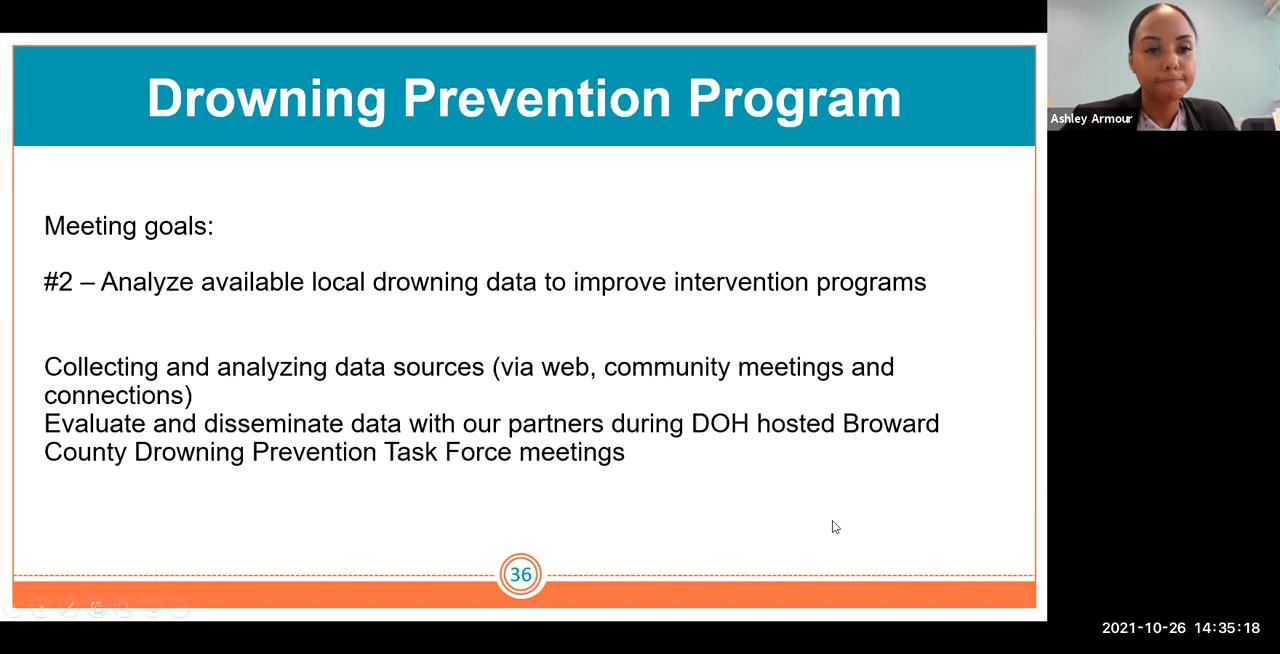 Drowning Prevention Program
Meeting goals:
#2 – Analyze available local drowning data to improve intervention programs
Collecting and analyzing data sources (via web, community meetings and
connections)
Evaluate and disseminate data with our partners during DOH hosted Broward
County Drowning Prevention Task Force meetings
36
Ashley Armour
2021-10-26 14:35:18